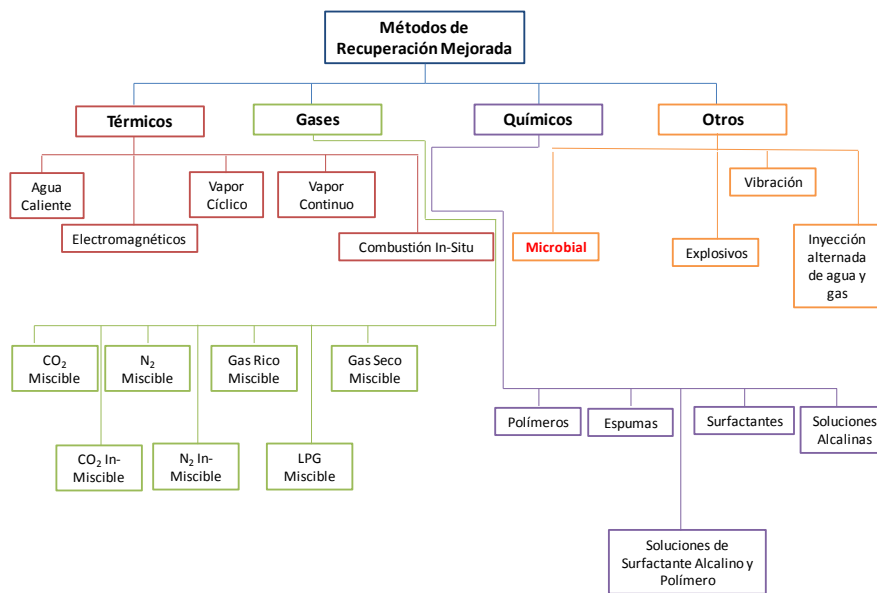 Métodos de
Recuperación Mejorada
Térmicos
Gases
Químicos
Otros
Agua
Caliente
Electromagnéticos
Vapor
Cíclico
Vapor
Continuo
Combustión In-Situ
Microbial
Vibración
Explosivos
Inyección
alternada
de agua y
gas
CO₂
Miscible
N₂
Miscible
Gas Rico
Miscible
Gas Seco
Miscible
CO₂ In-
Miscible
N₂ In-
Miscible
LPG
Miscible
Polímeros
Espumas
Surfactantes
Soluciones
Alcalinas
Soluciones de
Surfactante Alcalino y
Polímero